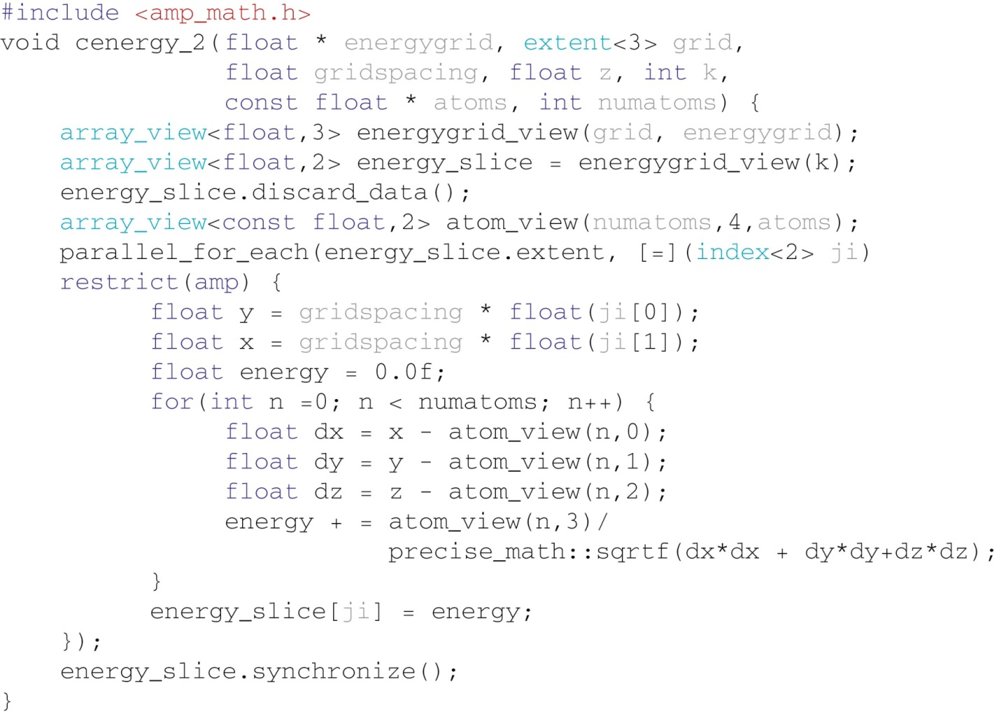 #include <amp_math.h>
void cenergy_2(float * energygrid, extent<3> grid,
float gridspacing, float z, int k,
const float * atoms, int numatoms) {
array_view<float,3> energygrid_view(grid, energygrid);
array_view<float,2> energy_slice = energygrid_view(k);
energy_slice.discard_data();
array_view<const float,2> atom_view(numatoms,4,atoms);
parallel_for_each(energy_slice.extent, [=](index<2> ji)
restrict(amp) {
float y = gridspacing * float(ji[0]);
float x = gridspacing * float(ji[1]);
float energy = 0.0f;
for(int n =0; n < numatoms; n++) {
float dx = x - atom_view(n,0);
float dy = y - atom_view(n,1);
float dz = z - atom_view(n,2);
energy + = atom_view(n,3)/
precise_math::sqrtf(dx*dx + dy*dy+dz*dz);
}
energy_slice[ji] = energy;
});
energy_slice.synchronize();
}